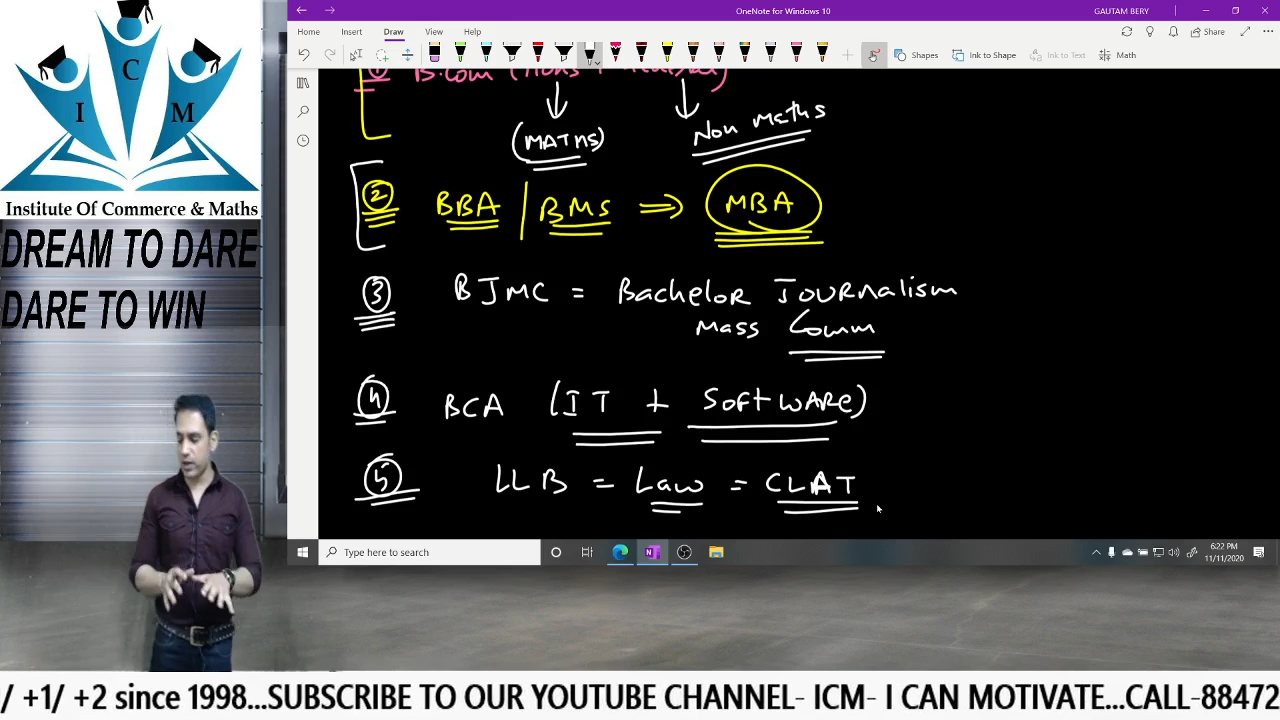 OneNote for Windows 10
GAUTAM BERY
Home Insert Draw View Help
Shapes Ink to Shape Ink to Text Math Share
I C M
Institute Of Commerce & Maths
DREAM TO DARE
DARE TO WIN
① B.com (
(MATHS) Non maths
② BBA | BMS ⇒ MBA
③ BJMC = Bachelor Journalism
Mass Comm
④ BCA (IT + Software)
⑤ LLB = Law = CLAT
Type here to search
6:22 PM
11/11/2020
/ +1/ +2 since 1998...SUBSCRIBE TO OUR YOUTUBE CHANNEL- ICM- I CAN MOTIVATE...CALL-88472